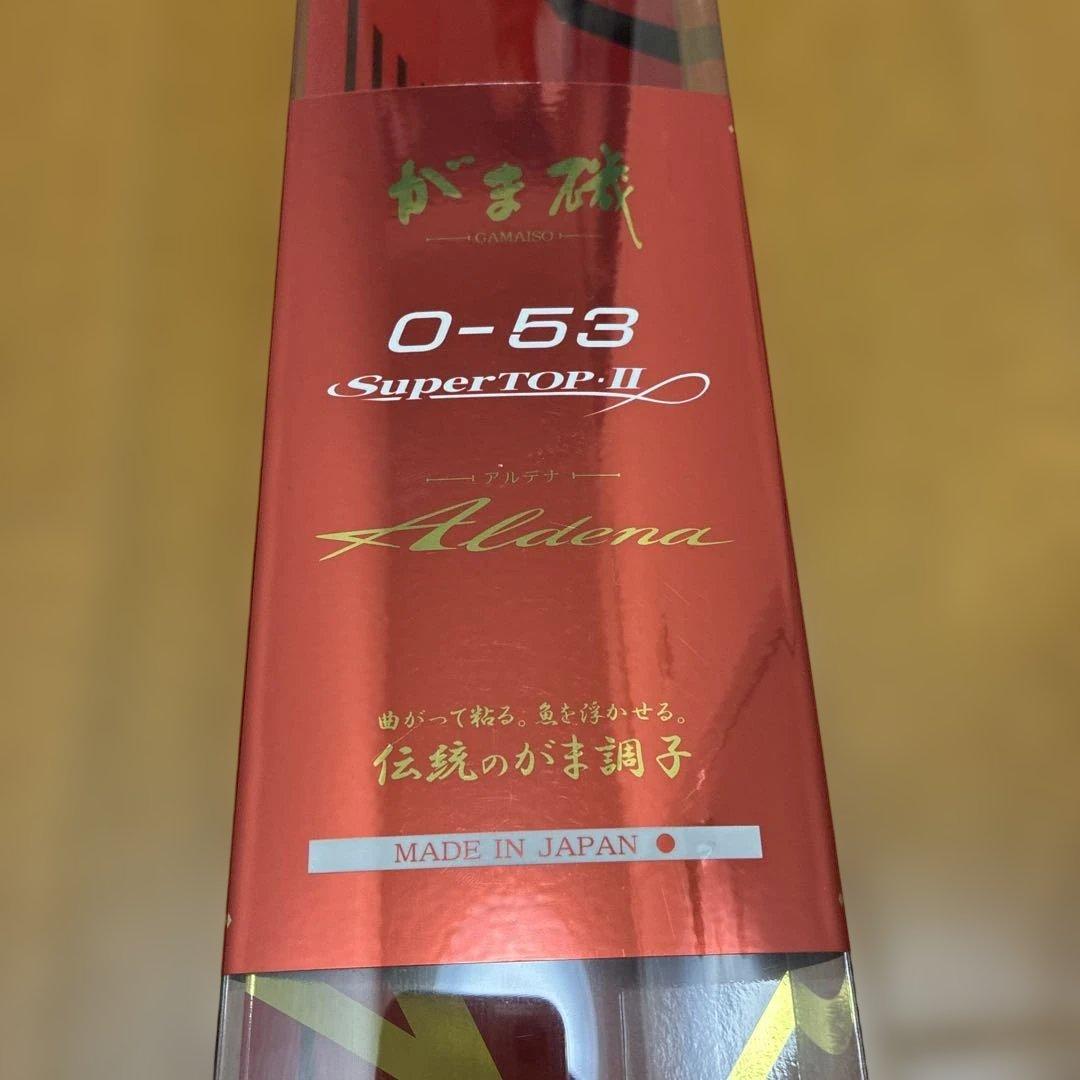 がま磯
GAMAISO
0-53
SuperTOP·II
アルテナ
Aldena
曲がって粘る。魚を浮かせる。
伝統のがま調子
MADE IN JAPAN